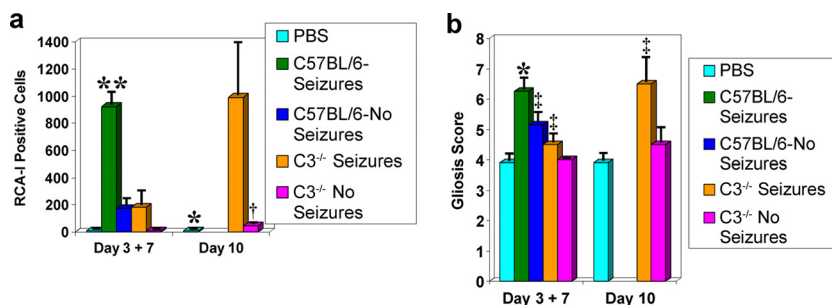 a
RCA-I Positive Cells
1400
1200
1000
800
600
400
200
0
**
*
†
Day 3 + 7
Day 10
PBS
C57BL/6-
Seizures
C57BL/6-No
Seizures
C3-/- Seizures
C3-/- No
Seizures
b
Gliosis Score
8
7
6
5
4
3
2
1
0
*
‡
‡
‡
Day 3 + 7
Day 10
PBS
C57BL/6-
Seizures
C57BL/6-No
Seizures
C3-/- Seizures
C3-/- No
Seizures